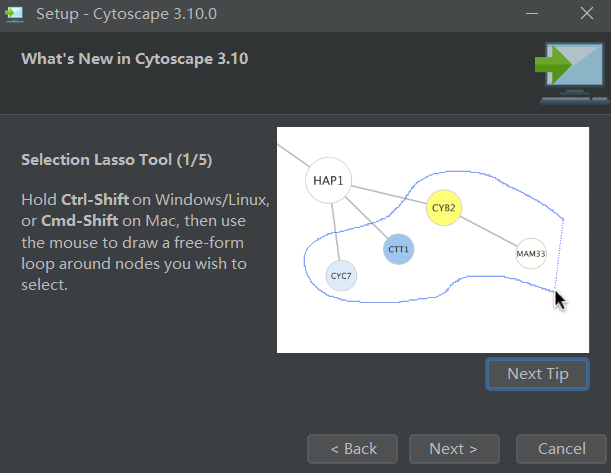 Setup - Cytoscape 3.10.0
What's New in Cytoscape 3.10
Selection Lasso Tool (1/5)
Hold Ctrl-Shift on Windows/Linux,
or Cmd-Shift on Mac, then use
the mouse to draw a free-form
loop around nodes you wish to
select.
HAP1
CYB2
CTT1
MAM33
CYC7
Next Tip
< Back
Next >
Cancel